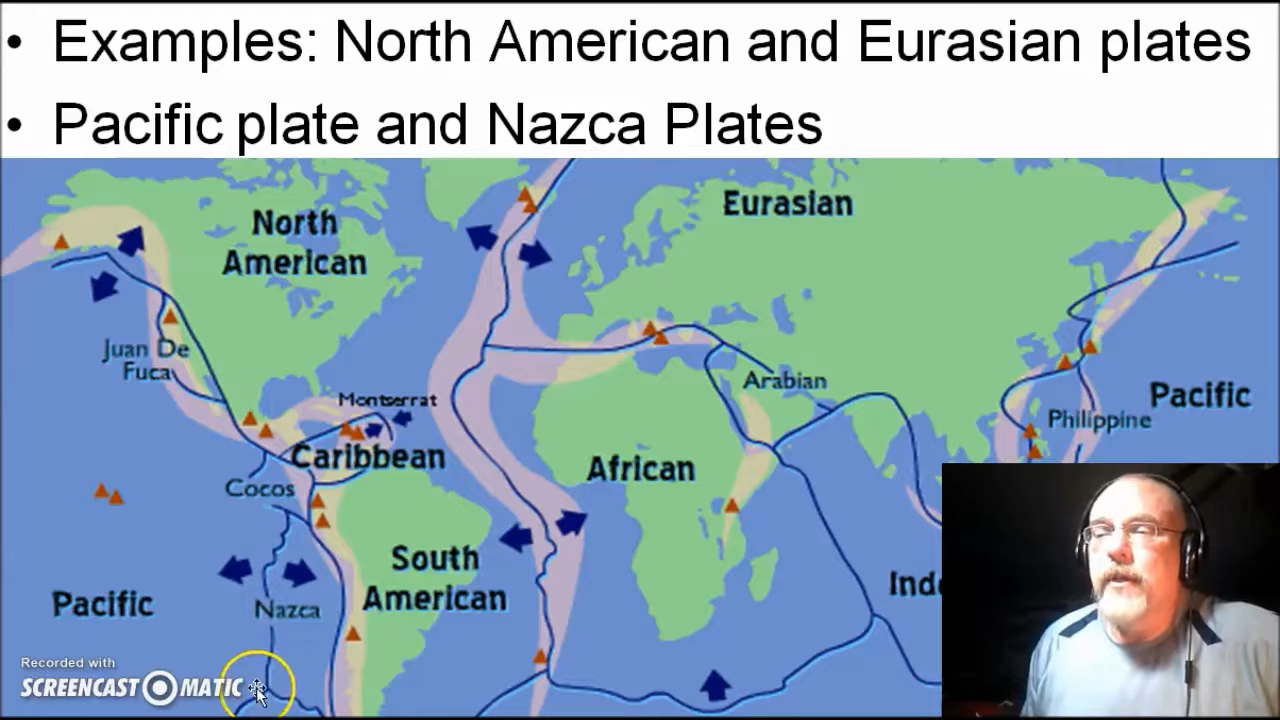 • Examples: North American and Eurasian plates
• Pacific plate and Nazca Plates
North
American
Eurasian
Juan De
Fuca
Montserrat
Arabian
Pacific
Philippine
Caribbean
African
Cocos
South
American
Pacific
Nazca
Recorded with
SCREENCAST MATIC